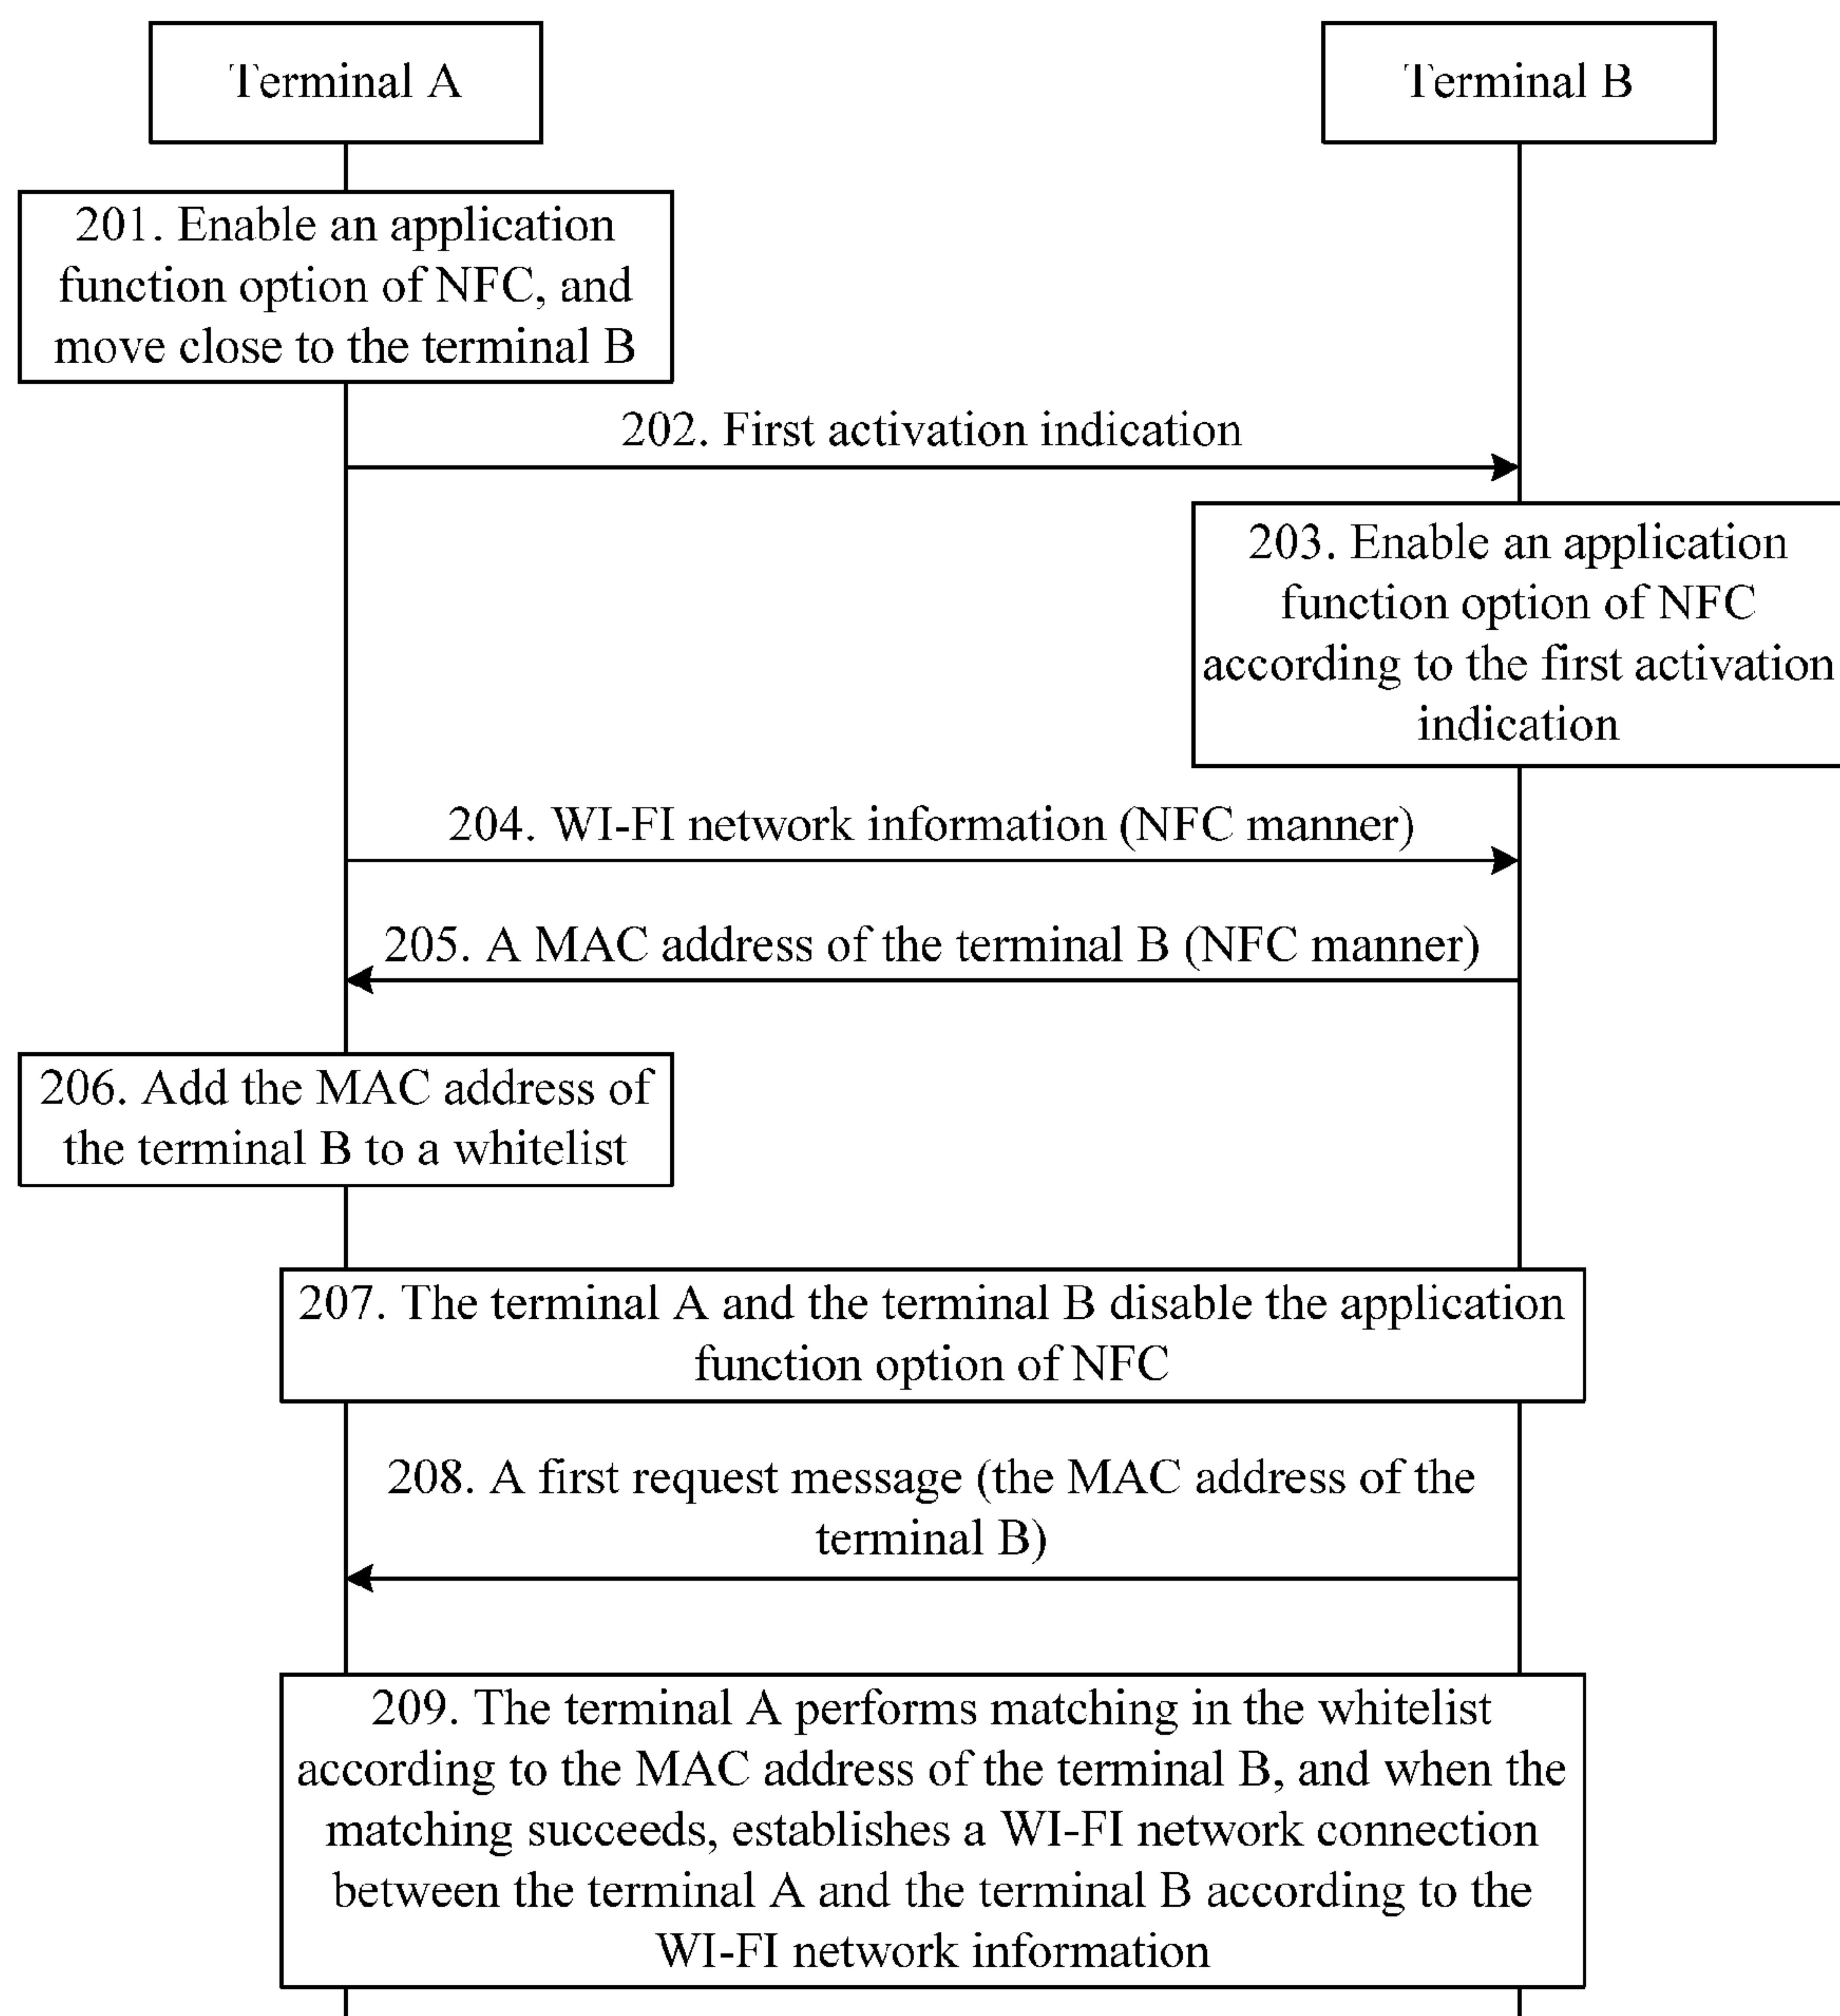 Terminal A
Terminal B
201. Enable an application
function option of NFC, and
move close to the terminal B
202. First activation indication
203. Enable an application
function option of NFC
according to the first activation
indication
204. WI-FI network information (NFC manner)
205. A MAC address of the terminal B (NFC manner)
206. Add the MAC address of
the terminal B to a whitelist
207. The terminal A and the terminal B disable the application
function option of NFC
208. A first request message (the MAC address of the
terminal B)
209. The terminal A performs matching in the whitelist
according to the MAC address of the terminal B, and when the
matching succeeds, establishes a WI-FI network connection
between the terminal A and the terminal B according to the
WI-FI network information